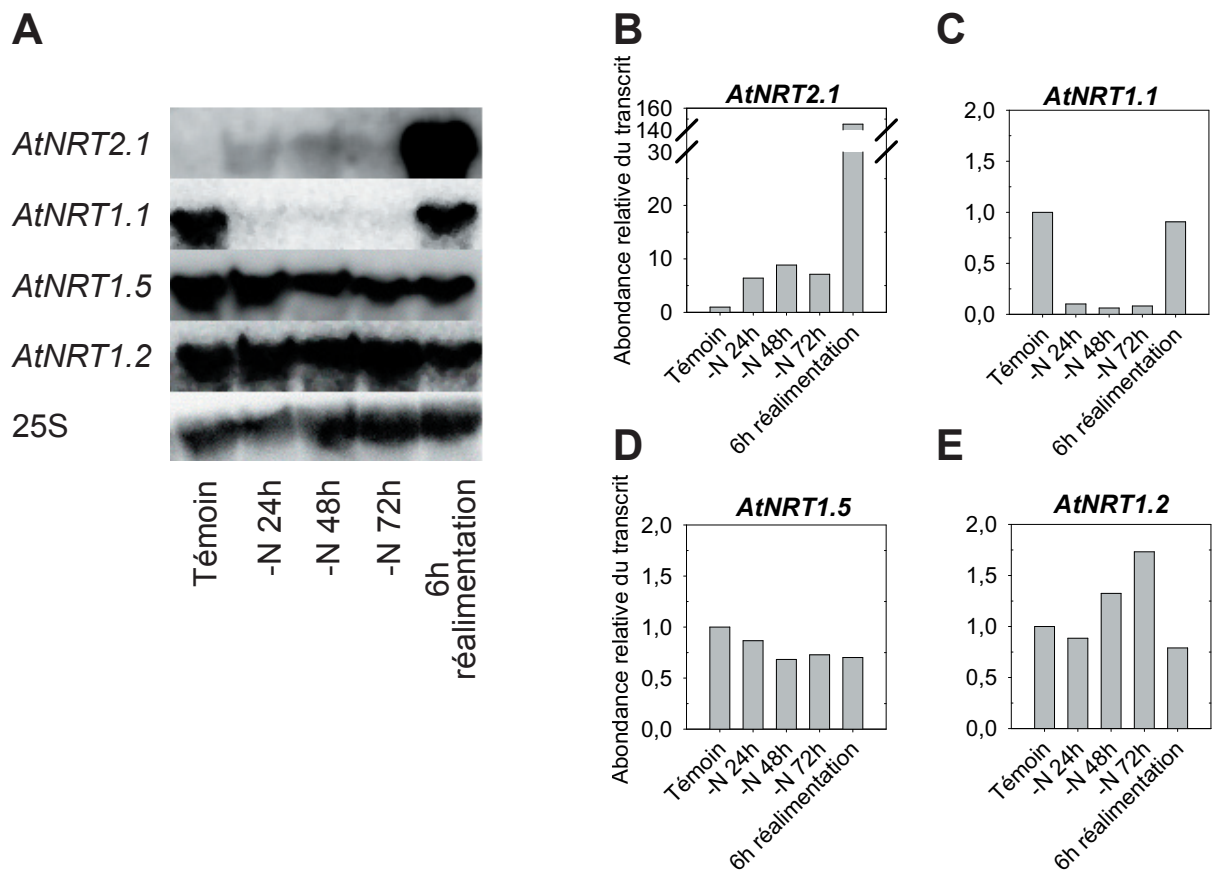 A
AtNRT2.1
AtNRT1.1
AtNRT1.5
AtNRT1.2
25S
Témoin
-N 24h
-N 48h
-N 72h
6h
réalimentation
B
AtNRT2.1
Abondance relative du transcrit
160
140
30
20
10
0
Témoin
-N 24h
-N 48h
-N 72h
6h réalimentation
C
AtNRT1.1
2,0
1,5
1,0
0,5
0,0
Témoin
-N 24h
-N 48h
-N 72h
6h réalimentation
D
AtNRT1.5
Abondance relative du transcrit
2,0
1,5
1,0
0,5
0,0
Témoin
-N 24h
-N 48h
-N 72h
6h réalimentation
E
AtNRT1.2
2,0
1,5
1,0
0,5
0,0
Témoin
-N 24h
-N 48h
-N 72h
6h réalimentation